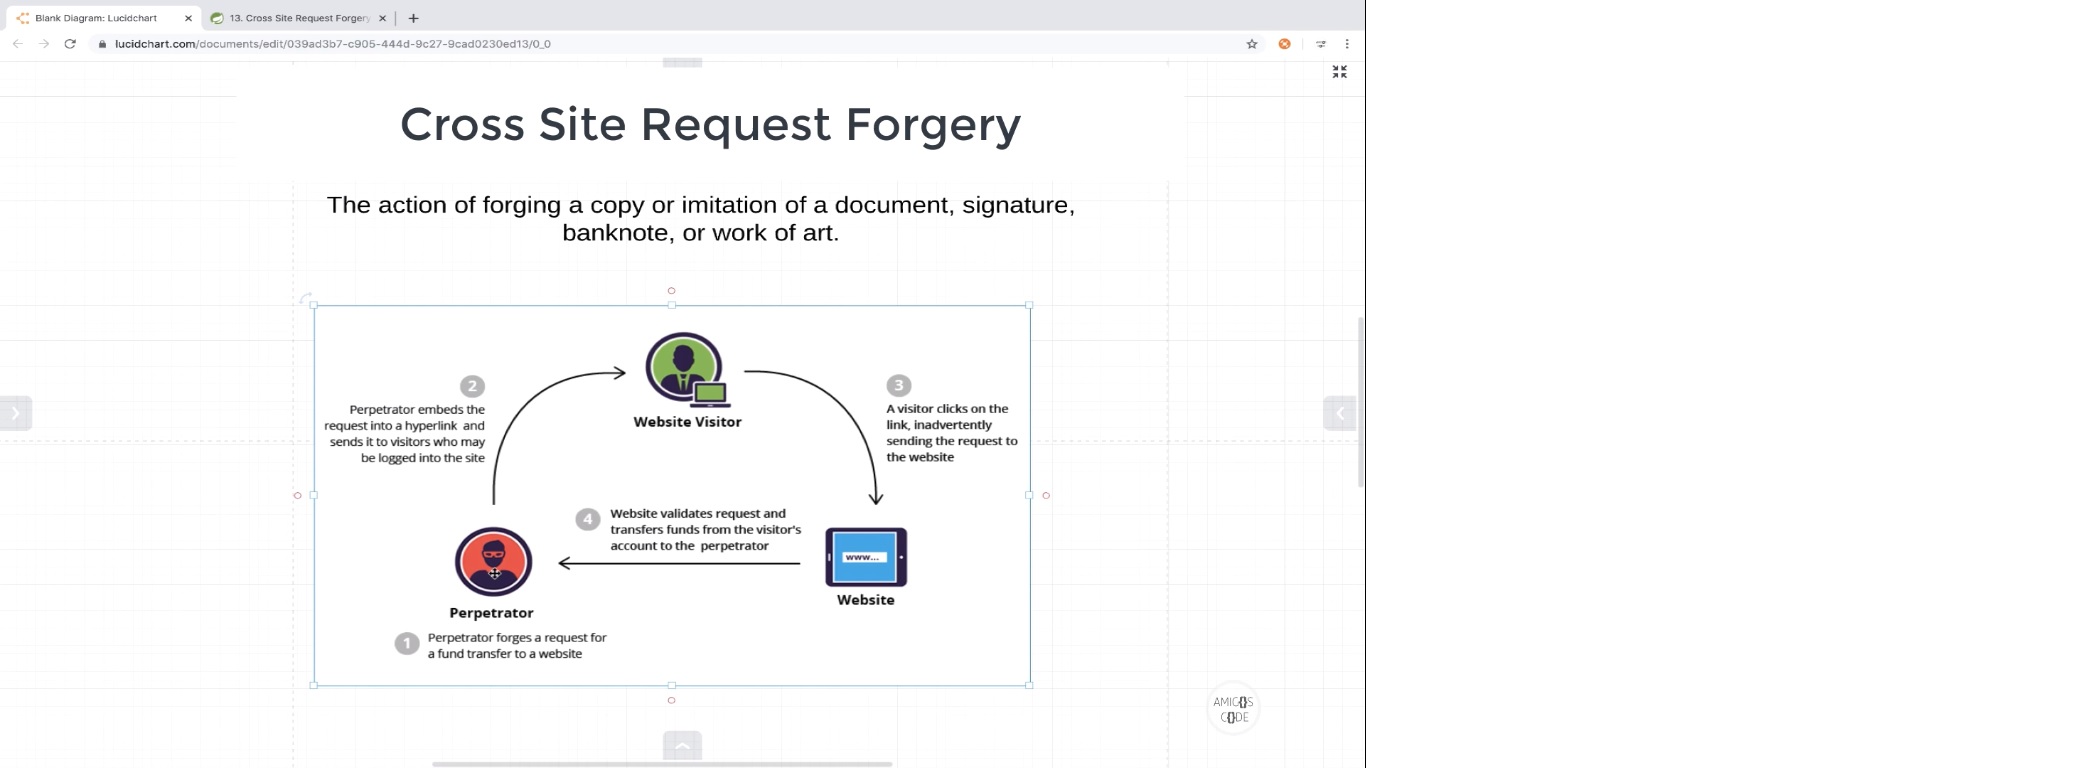 Blank Diagram: Lucidchart
13. Cross Site Request Forgery
lucidchart.com/documents/edit/039ad3b7-c905-444d-9c27-9cad0230ed13/0_0
Cross Site Request Forgery
The action of forging a copy or imitation of a document, signature,
banknote, or work of art.
2
Perpetrator embeds the
request into a hyperlink and
sends it to visitors who may
be logged into the site
Website Visitor
3
A visitor clicks on the
link, inadvertently
sending the request to
the website
4
Website validates request and
transfers funds from the visitor's
account to the perpetrator
www...
Website
Perpetrator
1
Perpetrator forges a request for
a fund transfer to a website
AMIG{}S
C{}DE